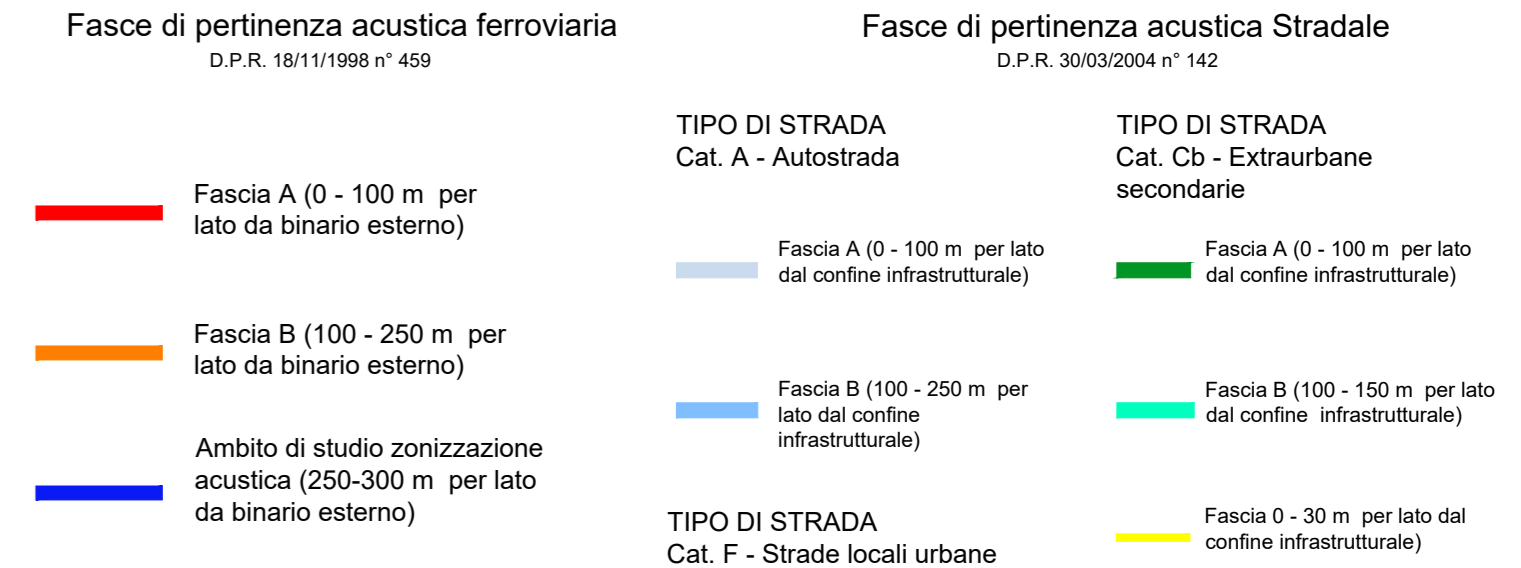 Fasce di pertinenza acustica ferroviaria
D.P.R. 18/11/1998 n° 459
Fascia A (0 - 100 m per
lato da binario esterno)
Fascia B (100 - 250 m per
lato da binario esterno)
Ambito di studio zonizzazione
acustica (250-300 m per lato
da binario esterno)
Fasce di pertinenza acustica Stradale
D.P.R. 30/03/2004 n° 142
TIPO DI STRADA
Cat. A - Autostrada
Fascia A (0 - 100 m per lato
dal confine infrastrutturale)
Fascia B (100 - 250 m per
lato dal confine
infrastrutturale)
TIPO DI STRADA
Cat. Cb - Extraurbane
secondarie
Fascia A (0 - 100 m per lato
dal confine infrastrutturale)
Fascia B (100 - 150 m per lato
dal confine infrastrutturale)
TIPO DI STRADA
Cat. F - Strade locali urbane
Fascia 0 - 30 m per lato dal
confine infrastrutturale)